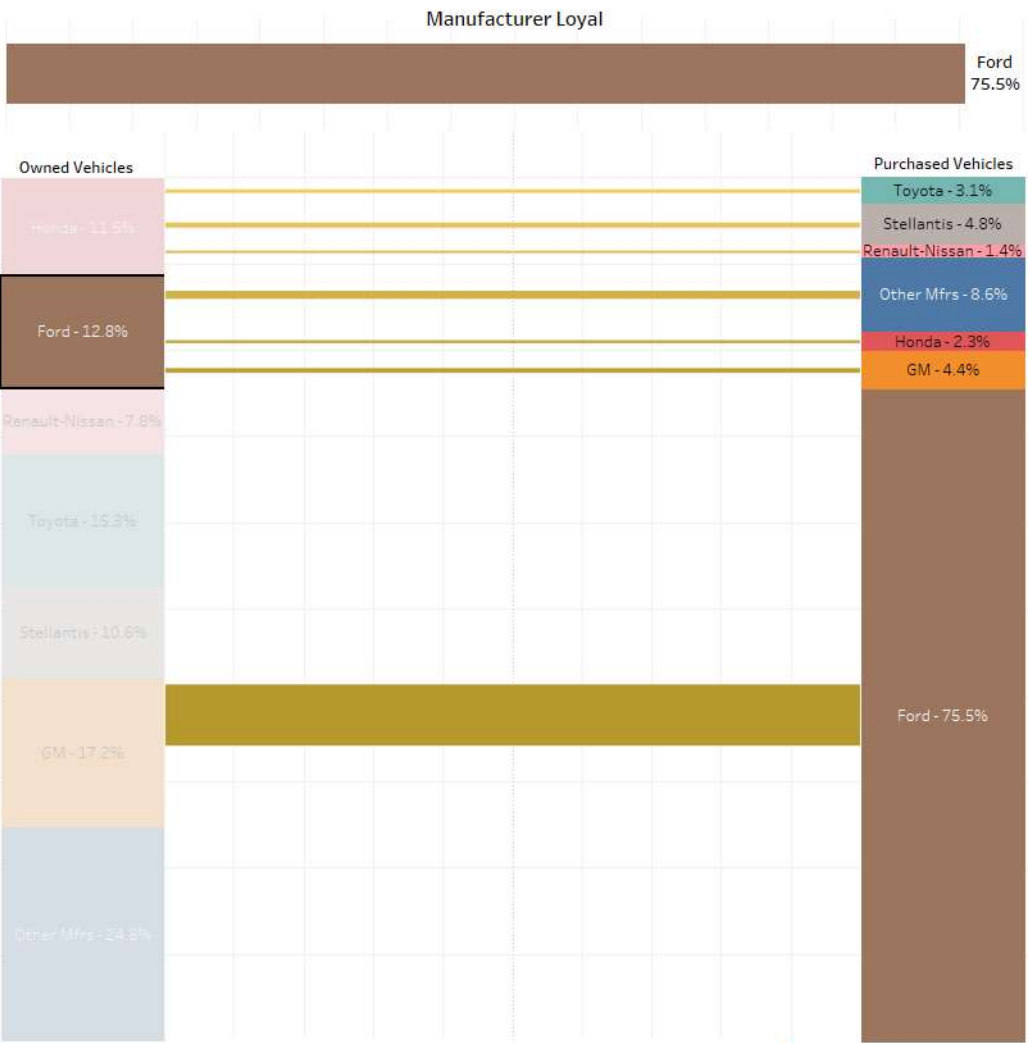 Manufacturer Loyal
Ford
75.5%
Owned Vehicles
Honda - 11.5%
Ford - 12.8%
Renault-Nissan - 7.8%
Toyota - 15.3%
Stellantis - 10.6%
GM - 17.2%
Other Mfrs - 24.8%
Purchased Vehicles
Toyota - 3.1%
Stellantis - 4.8%
Renault-Nissan - 1.4%
Other Mfrs - 8.6%
Honda - 2.3%
GM - 4.4%
Ford - 75.5%